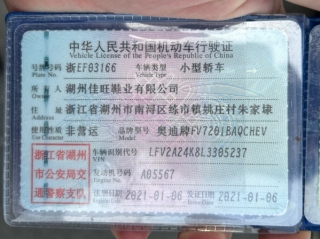 中华人民共和国机动车行驶证
Vehicle License of the People's Republic of China
号牌号码 浙EF03166 车辆类型 小型轿车
Plate No. Vehicle Type
所有人 湖州佳旺鞋业有限公司
住址 浙江省湖州市南浔区练市镇姚庄村朱家埭
使用性质 非营运 品牌型号 奥迪牌FV7201BAQCHEV
浙江省湖州市公安局交通警察支队
车辆识别代号 LFV2A24K8L3305237
VIN
发动机号码 A05567
注册日期 2021-01-06 发证日期 2021-01-06